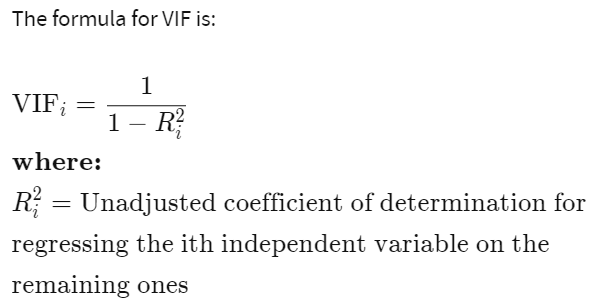 The formula for VIF is:
VIF_i = 1 / (1 − R_i^2)
where:
R_i^2 = Unadjusted coefficient of determination for
regressing the ith independent variable on the
remaining ones